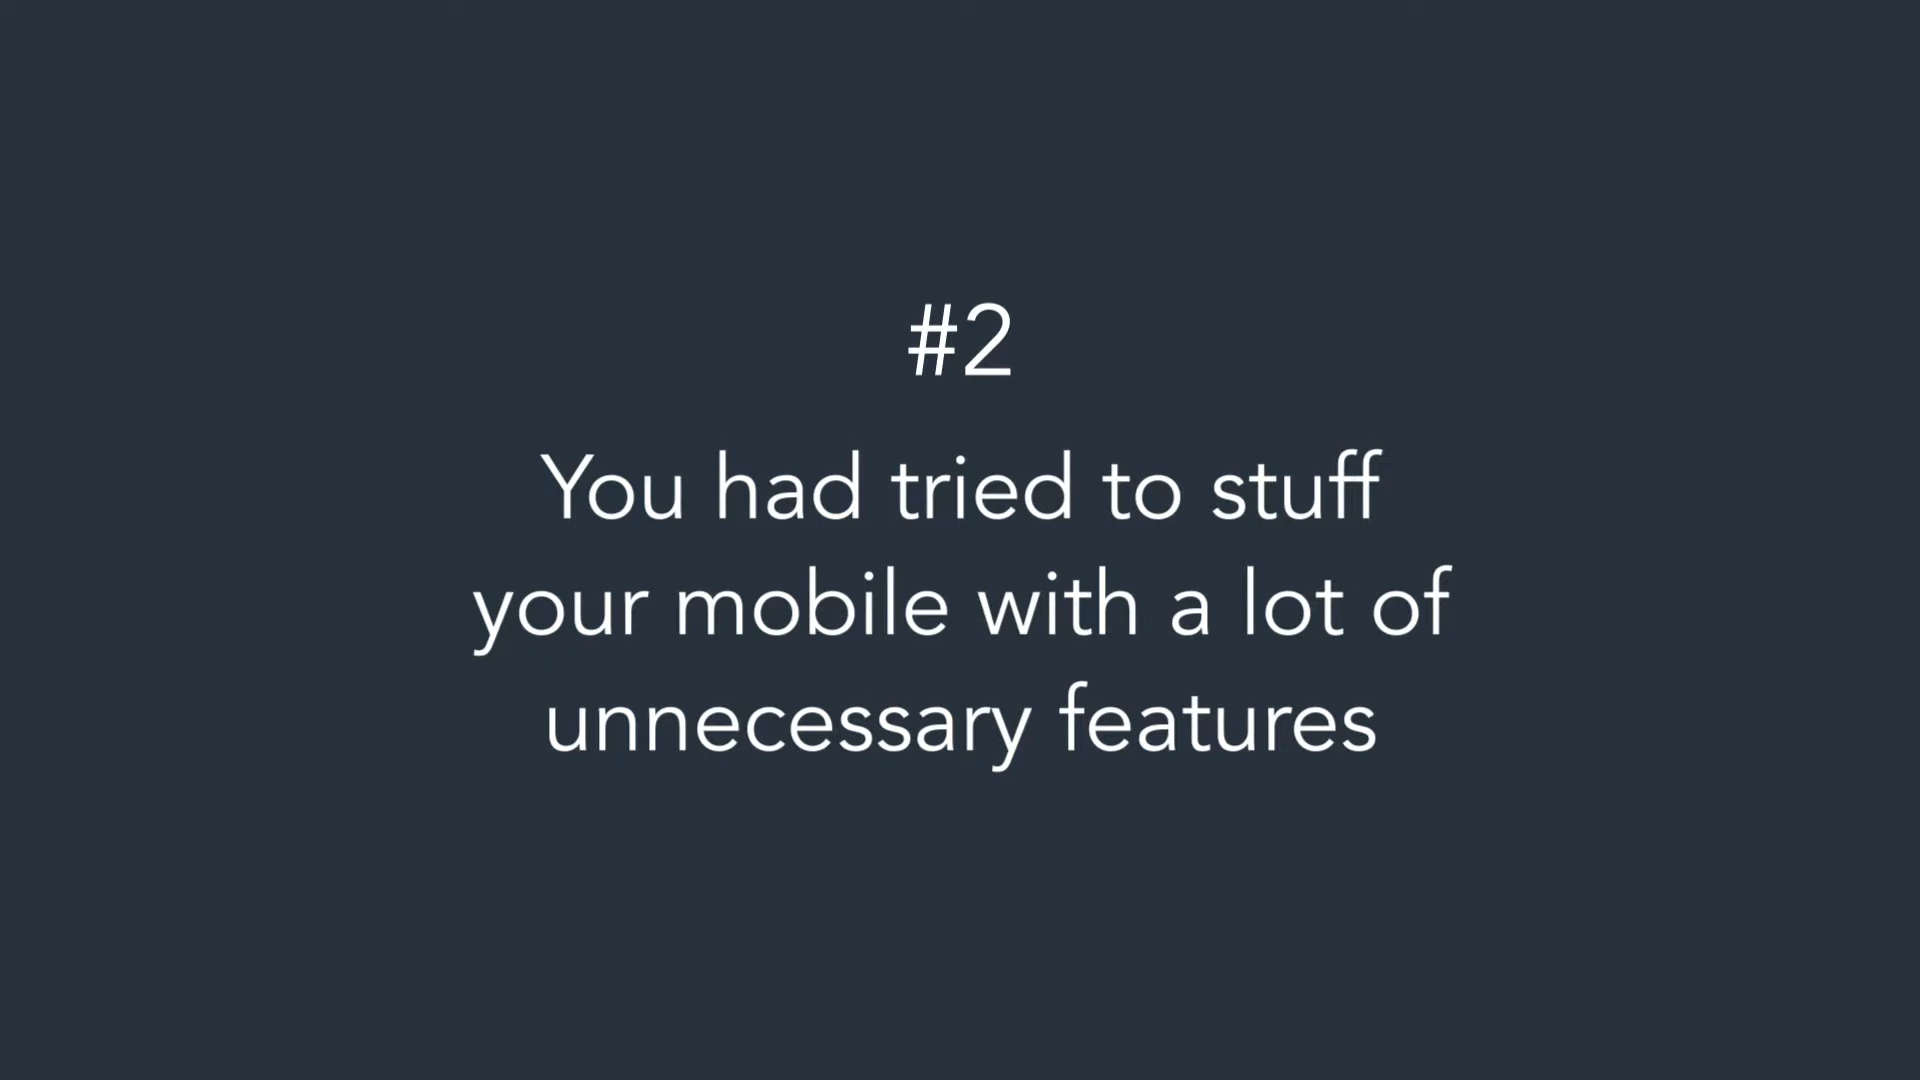 #2
You had tried to stuff
your mobile with a lot of
unnecessary features